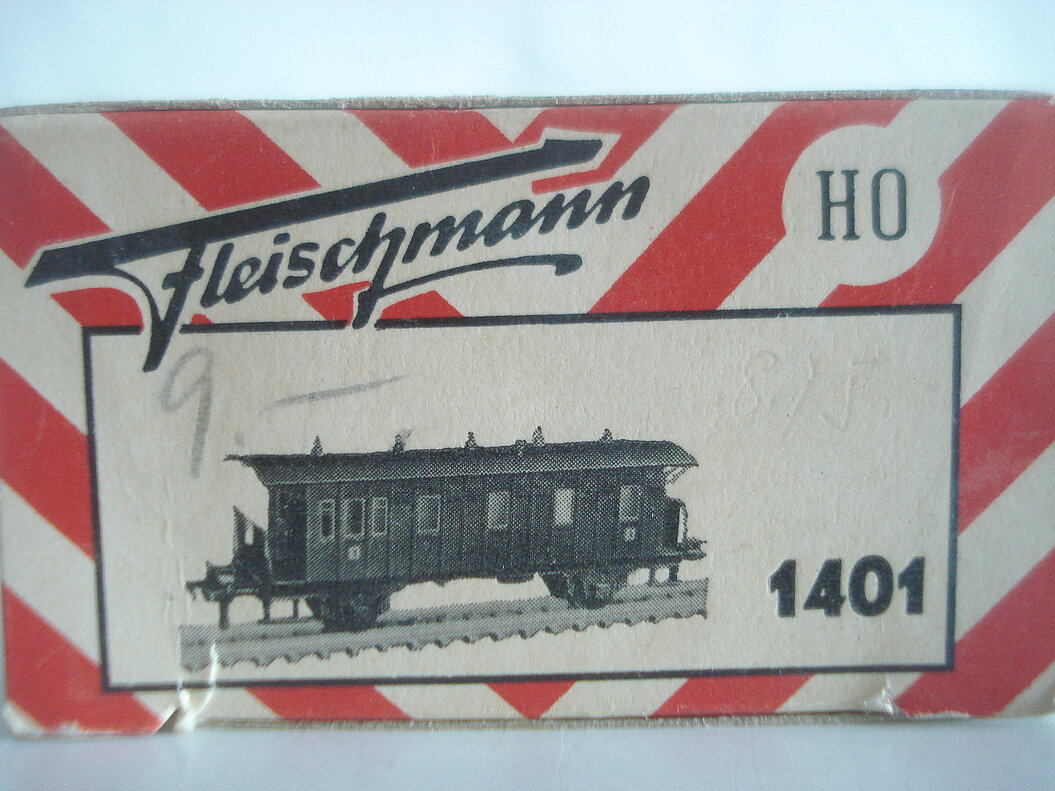 Fleischmann
HO
9.—
1401